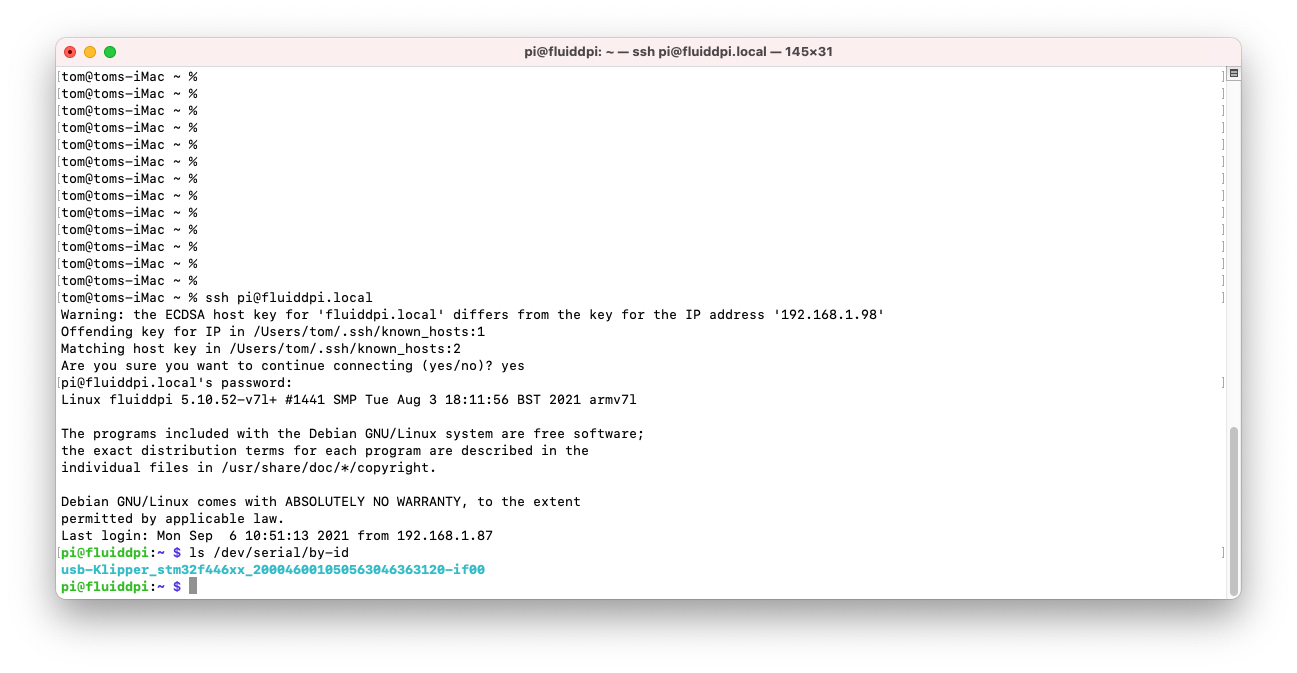 pi@fluiddpi: ~ — ssh pi@fluiddpi.local — 145×31
[tom@toms-iMac ~ % ]
[tom@toms-iMac ~ % ]
[tom@toms-iMac ~ % ]
[tom@toms-iMac ~ % ]
[tom@toms-iMac ~ % ]
[tom@toms-iMac ~ % ]
[tom@toms-iMac ~ % ]
[tom@toms-iMac ~ % ]
[tom@toms-iMac ~ % ]
[tom@toms-iMac ~ % ]
[tom@toms-iMac ~ % ]
[tom@toms-iMac ~ % ]
[tom@toms-iMac ~ % ]
[tom@toms-iMac ~ % ssh pi@fluiddpi.local ]
Warning: the ECDSA host key for 'fluiddpi.local' differs from the key for the IP address '192.168.1.98'
Offending key for IP in /Users/tom/.ssh/known_hosts:1
Matching host key in /Users/tom/.ssh/known_hosts:2
Are you sure you want to continue connecting (yes/no)? yes
[pi@fluiddpi.local's password: ]
Linux fluiddpi 5.10.52-v7l+ #1441 SMP Tue Aug 3 18:11:56 BST 2021 armv7l
The programs included with the Debian GNU/Linux system are free software;
the exact distribution terms for each program are described in the
individual files in /usr/share/doc/*/copyright.
Debian GNU/Linux comes with ABSOLUTELY NO WARRANTY, to the extent
permitted by applicable law.
Last login: Mon Sep  6 10:51:13 2021 from 192.168.1.87
[pi@fluiddpi:~ $ ls /dev/serial/by-id ]
usb-Klipper_stm32f446xx_200046001050563046363120-if00
pi@fluiddpi:~ $